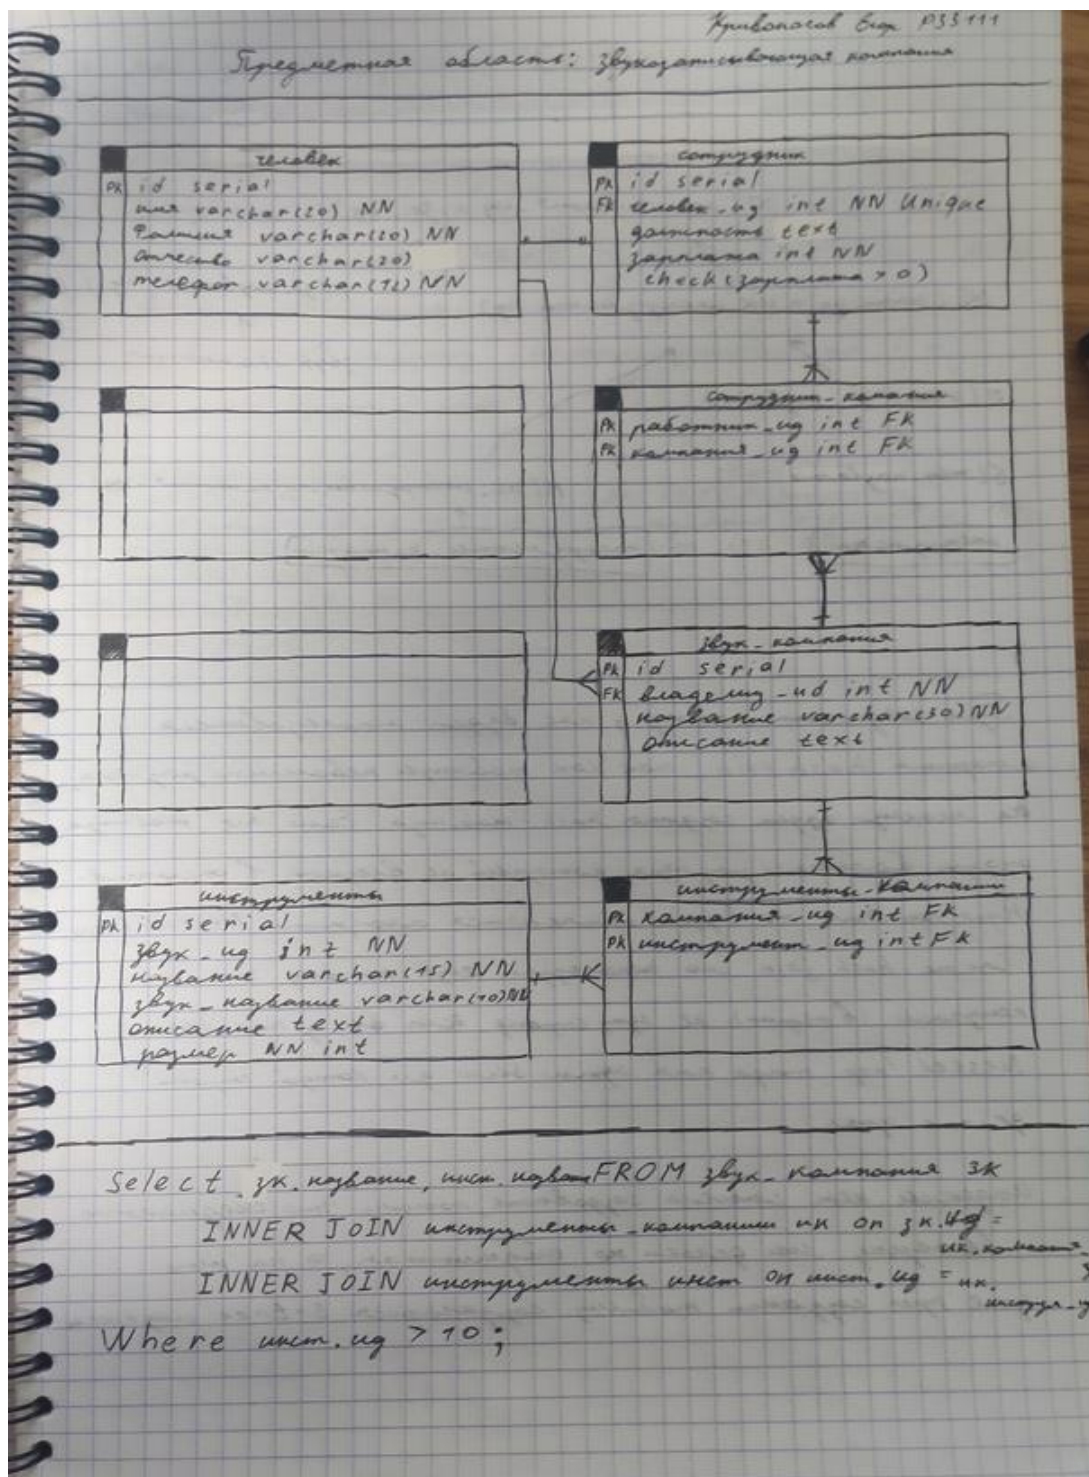 Кривоносов Егор P33111
Предметная область: звукозаписывающая компания
человек
PK id serial
имя varchar(20) NN
Фамилия varchar(20) NN
Отчество varchar(20)
телефон varchar(12) NN
сотрудник
PK id serial
FK человек_ид int NN Unique
должность text
зарплата int NN
check(зарплата > 0)
сотрудник_компания
PK работник_ид int FK
PK компания_ид int FK
звук_компания
PK id serial
FK int NN
название varchar(30) NN
описание text
инструменты
PK id serial
звук_ид int NN
название varchar(15) NN
звук_название varchar(10) NN
описание text
размер NN int
инструменты_компании
PK компания_ид int FK
PK инструмент_ид int FK
Select зк.название, инст. FROM звук_компания зк
INNER JOIN инструменты_компании ик on зк.ид =
ик.компания
INNER JOIN инструменты инст on инст.ид = ик.
Where инст.ид > 10;